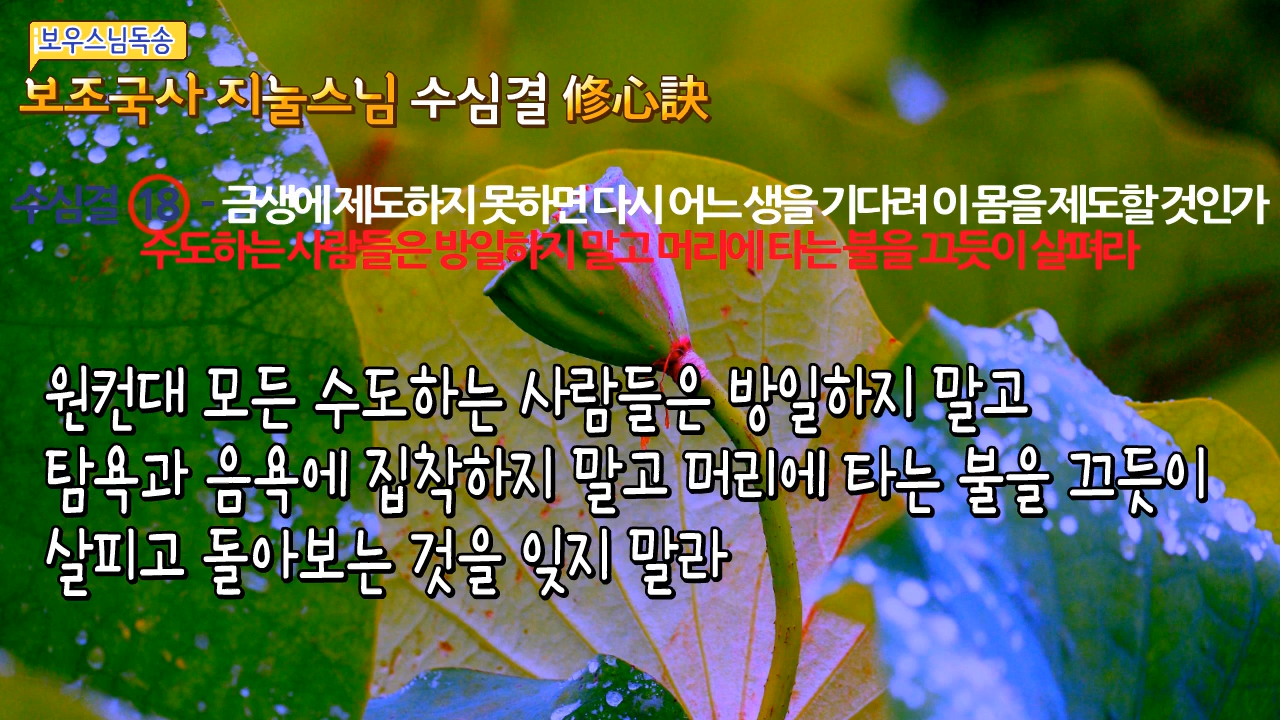 보우스님독송
보조국사 지눌스님 수심결 修心訣
수심결 18 - 금생에 제도하지 못하면 다시 어느 생을 기다려 이 몸을 제도할 것인가
수도하는 사람들은 방일하지 말고 머리에 타는 불을 끄듯이 살펴라
원컨대 모든 수도하는 사람들은 방일하지 말고
탐욕과 음욕에 집착하지 말고 머리에 타는 불을 끄듯이
살피고 돌아보는 것을 잊지 말라